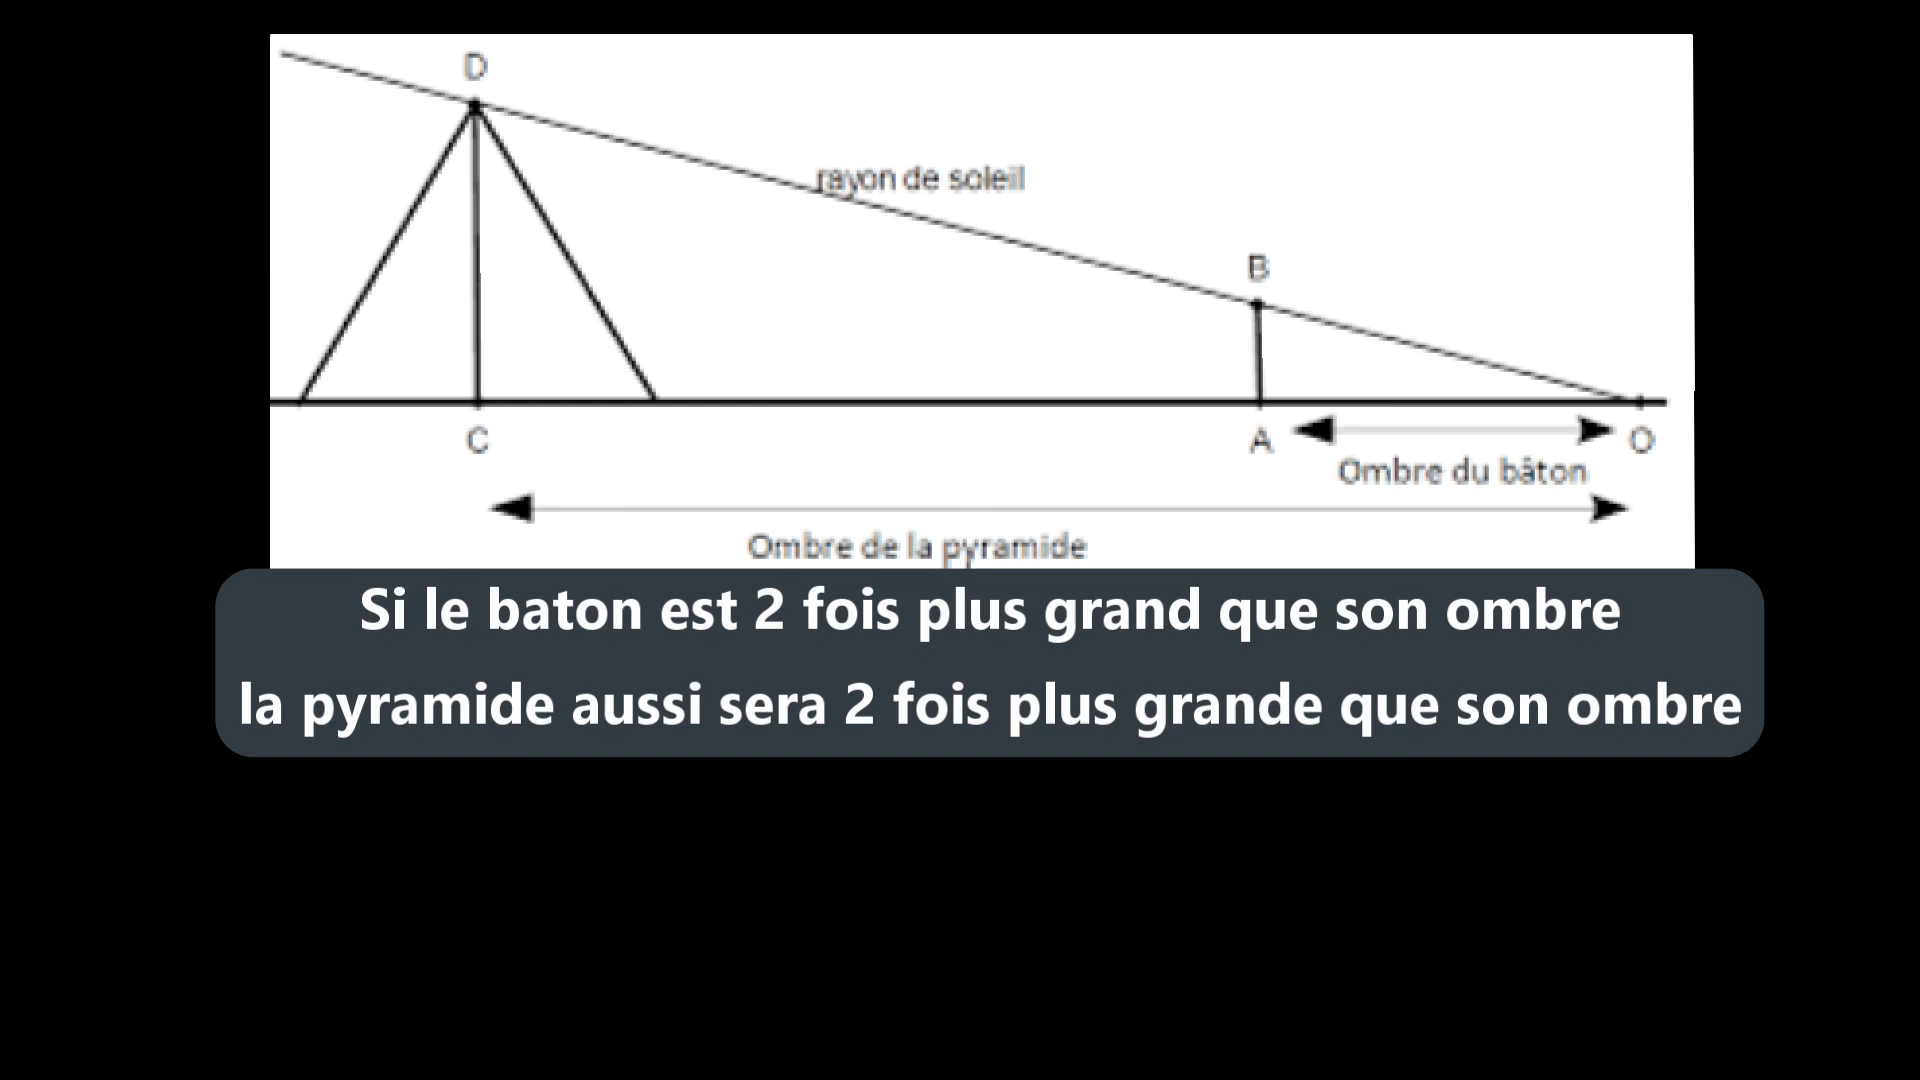 D
rayon de soleil
B
C
A
O
Ombre du bâton
Ombre de la pyramide
Si le baton est 2 fois plus grand que son ombre
la pyramide aussi sera 2 fois plus grande que son ombre